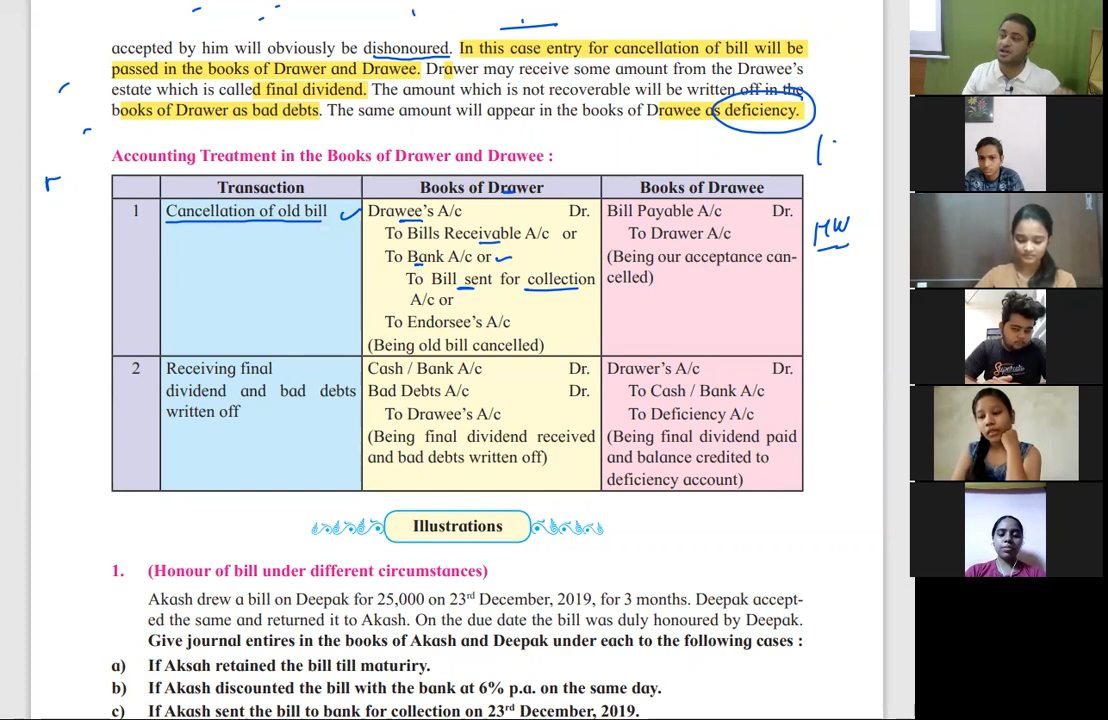 accepted by him will obviously be dishonoured. In this case entry for cancellation of bill will be
passed in the books of Drawer and Drawee. Drawer may receive some amount from the Drawee's
estate which is called final dividend. The amount which is not recoverable will be written off in the
books of Drawer as bad debts. The same amount will appear in the books of Drawee as deficiency.
Accounting Treatment in the Books of Drawer and Drawee :
Transaction Books of Drawer Books of Drawee
1 Cancellation of old bill Drawee's A/c Dr. Bill Payable A/c Dr.
To Bills Receivable A/c or To Drawer A/c
HW
To Bank A/c or (Being our acceptance can-
To Bill sent for collection celled)
A/c or
To Endorsee's A/c
(Being old bill cancelled)
2 Receiving final Cash / Bank A/c Dr. Drawer's A/c Dr.
dividend and bad debts Bad Debts A/c Dr. To Cash / Bank A/c
written off To Drawee's A/c To Deficiency A/c
(Being final dividend received (Being final dividend paid
and bad debts written off) and balance credited to
deficiency account)
Illustrations
1. (Honour of bill under different circumstances)
Akash drew a bill on Deepak for 25,000 on 23rd December, 2019, for 3 months. Deepak accept-
ed the same and returned it to Akash. On the due date the bill was duly honoured by Deepak.
Give journal entires in the books of Akash and Deepak under each to the following cases :
a) If Aksah retained the bill till maturiry.
b) If Akash discounted the bill with the bank at 6% p.a. on the same day.
c) If Akash sent the bill to bank for collection on 23rd December, 2019.